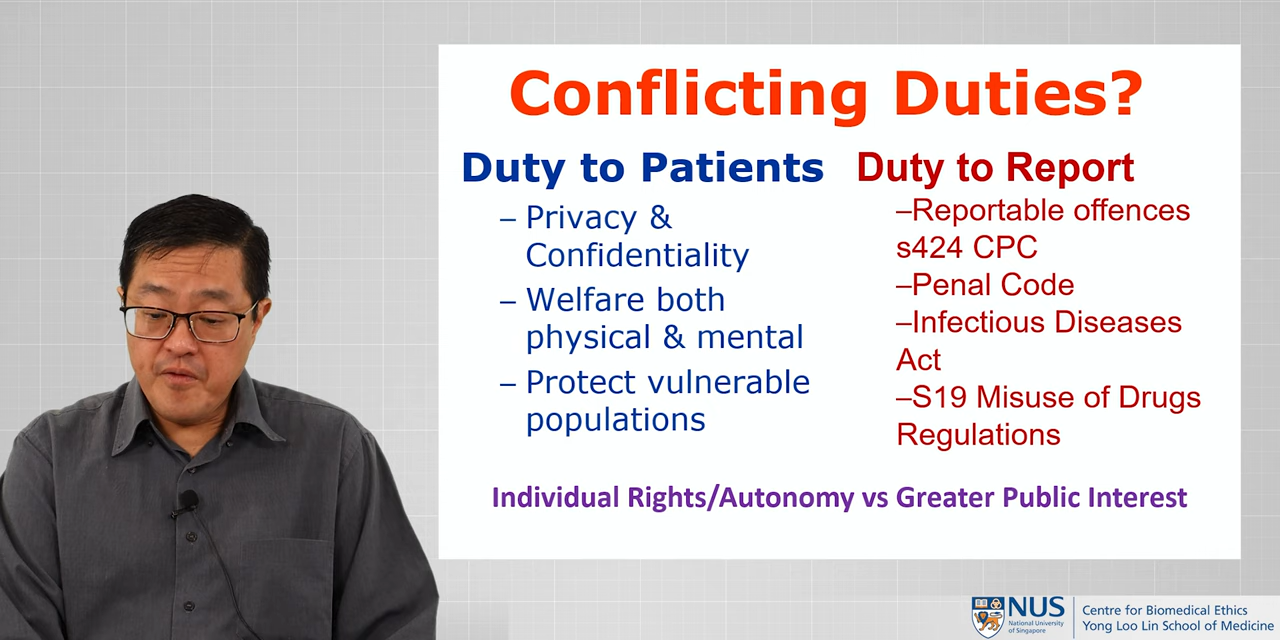 Conflicting Duties?
Duty to Patients
– Privacy &
Confidentiality
– Welfare both
physical & mental
– Protect vulnerable
populations
Duty to Report
–Reportable offences
s424 CPC
–Penal Code
–Infectious Diseases
Act
–S19 Misuse of Drugs
Regulations
Individual Rights/Autonomy vs Greater Public Interest
NUS
National University
of Singapore
Centre for Biomedical Ethics
Yong Loo Lin School of Medicine